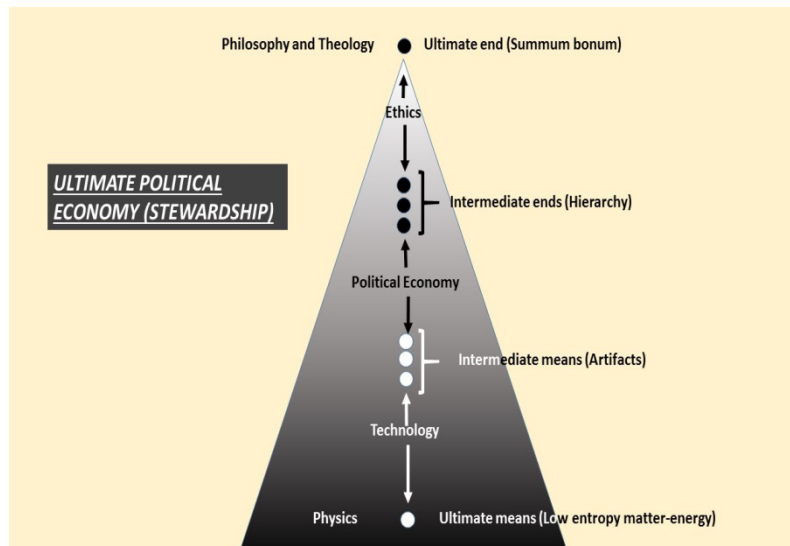 Philosophy and Theology Ultimate end (Summum bonum)
Ethics
ULTIMATE POLITICAL
ECONOMY (STEWARDSHIP)
Intermediate ends (Hierarchy)
Political Economy
Intermediate means (Artifacts)
Technology
Physics Ultimate means (Low entropy matter-energy)